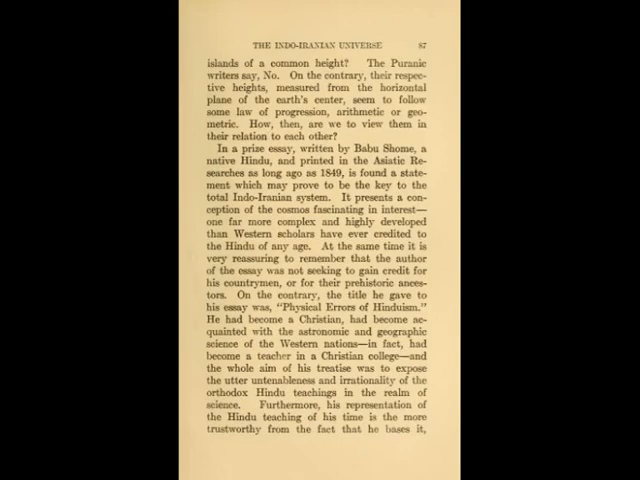 THE INDO-IRANIAN UNIVERSE 87
islands of a common height? The Puranic
writers say, No. On the contrary, their respec-
tive heights, measured from the horizontal
plane of the earth's center, seem to follow
some law of progression, arithmetic or geo-
metric. How, then, are we to view them in
their relation to each other?
In a prize essay, written by Babu Shome, a
native Hindu, and printed in the Asiatic Re-
searches as long ago as 1849, is found a state-
ment which may prove to be the key to the
total Indo-Iranian system. It presents a con-
ception of the cosmos fascinating in interest—
one far more complex and highly developed
than Western scholars have ever credited to
the Hindu of any age. At the same time it is
very reassuring to remember that the author
of the essay was not seeking to gain credit for
his countrymen, or for their prehistoric ances-
tors. On the contrary, the title he gave to
his essay was, "Physical Errors of Hinduism."
He had become a Christian, had become ac-
quainted with the astronomic and geographic
science of the Western nations—in fact, had
become a teacher in a Christian college—and
the whole aim of his treatise was to expose
the utter untenableness and irrationality of the
orthodox Hindu teachings in the realm of
science. Furthermore, his representation of
the Hindu teaching of his time is the more
trustworthy from the fact that he bases it,